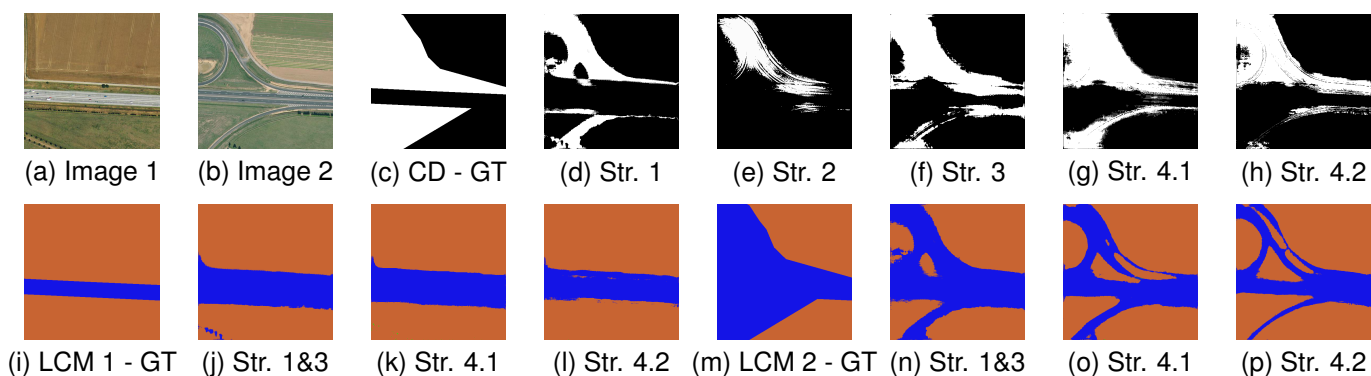 (a) Image 1 (b) Image 2 (c) CD - GT (d) Str. 1 (e) Str. 2 (f) Str. 3 (g) Str. 4.1 (h) Str. 4.2
(i) LCM 1 - GT (j) Str. 1&3 (k) Str. 4.1 (l) Str. 4.2 (m) LCM 2 - GT (n) Str. 1&3 (o) Str. 4.1 (p) Str. 4.2